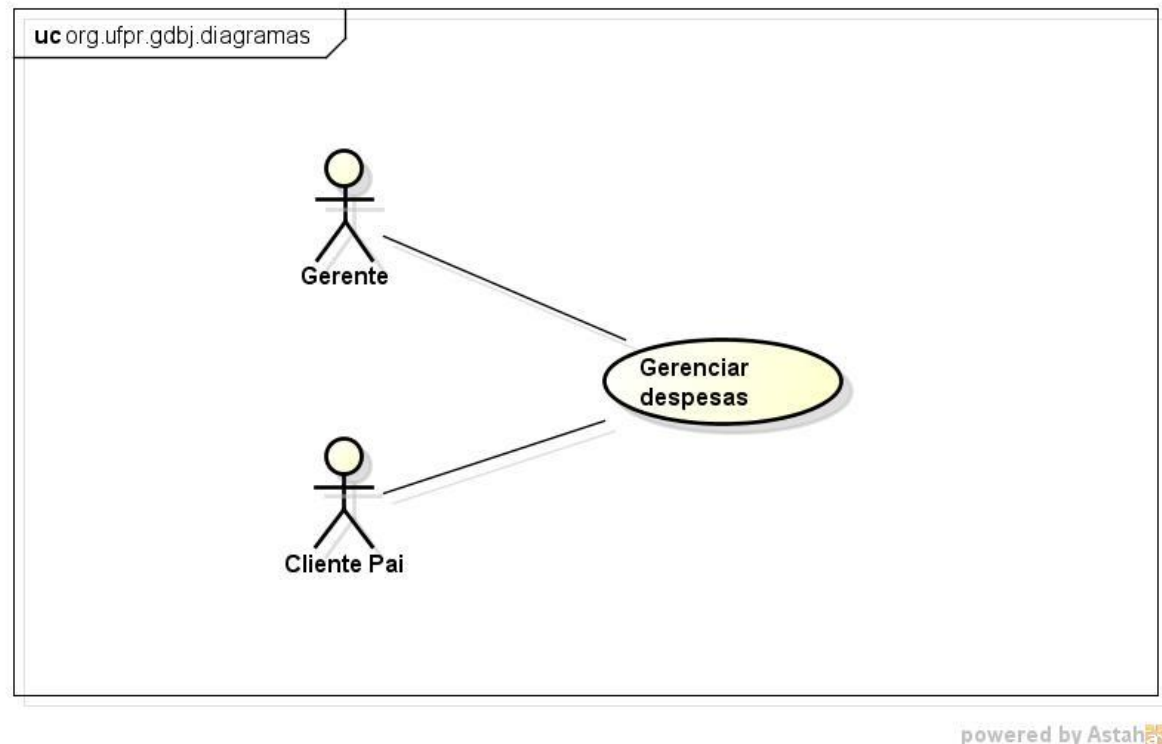 uc org.ufpr.gdbj.diagramas
Gerente
Gerenciar
despesas
Cliente Pai
powered by Astah